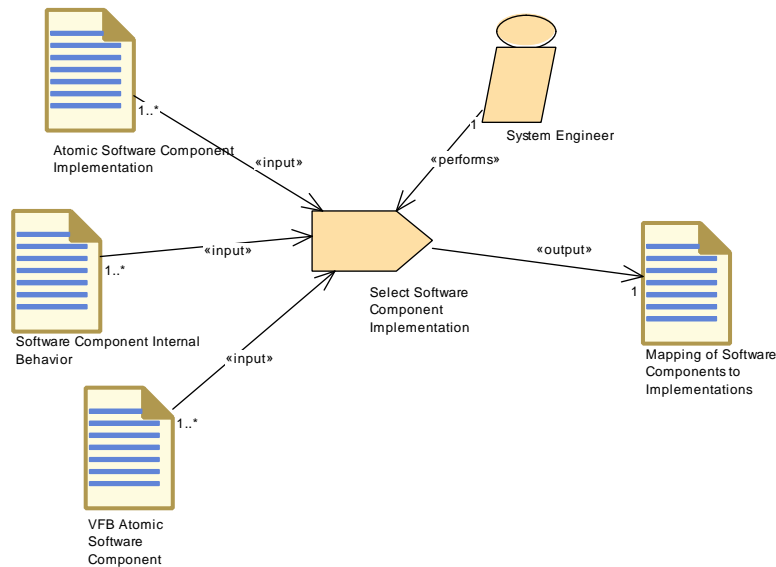 1..*
Atomic Software Component
Implementation
«input»
1
System Engineer
«performs»
«input»
1..*
Software Component Internal
Behavior
Select Software
Component
Implementation
«output»
1
Mapping of Software
Components to
Implementations
«input»
1..*
VFB Atomic
Software
Component